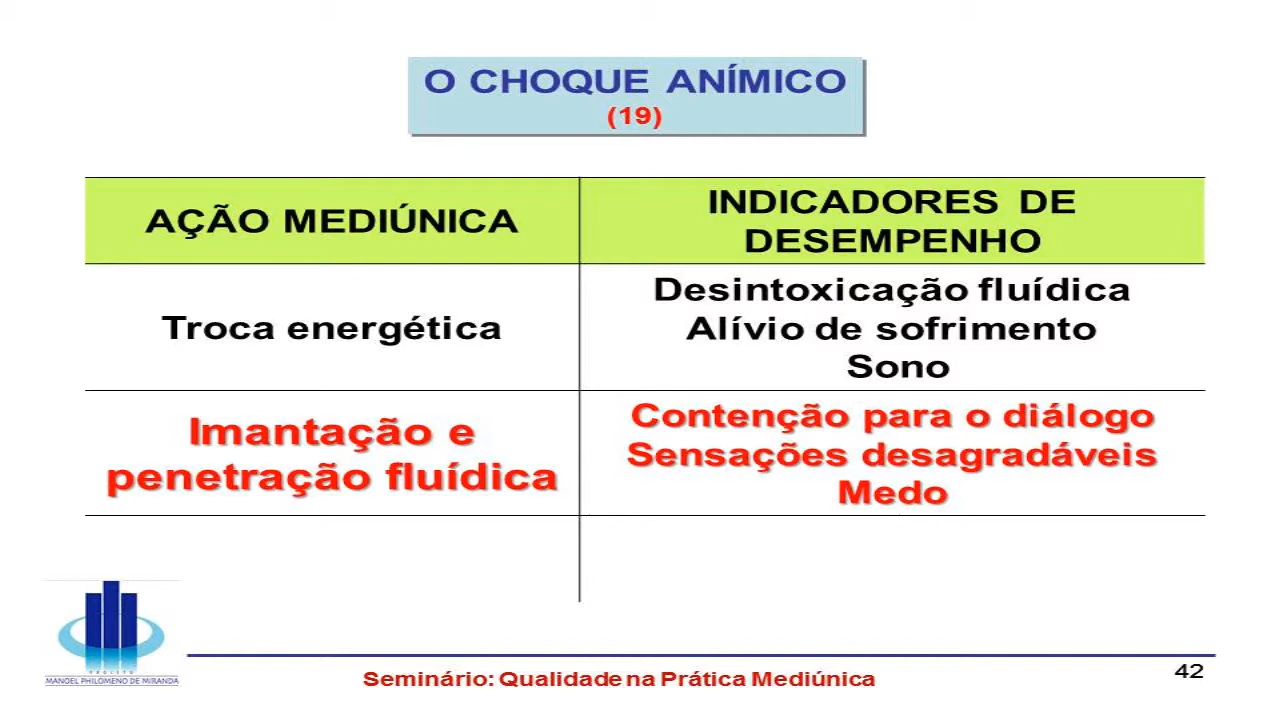 O CHOQUE ANÍMICO
(19)
AÇÃO MEDIÚNICA
INDICADORES DE
DESEMPENHO
Troca energética
Desintoxicação fluídica
Alívio de sofrimento
Sono
Imantação e
penetração fluídica
Contenção para o diálogo
Sensações desagradáveis
Medo
PROJETO
MANOEL PHILOMENO DE MIRANDA
Seminário: Qualidade na Prática Mediúnica
42